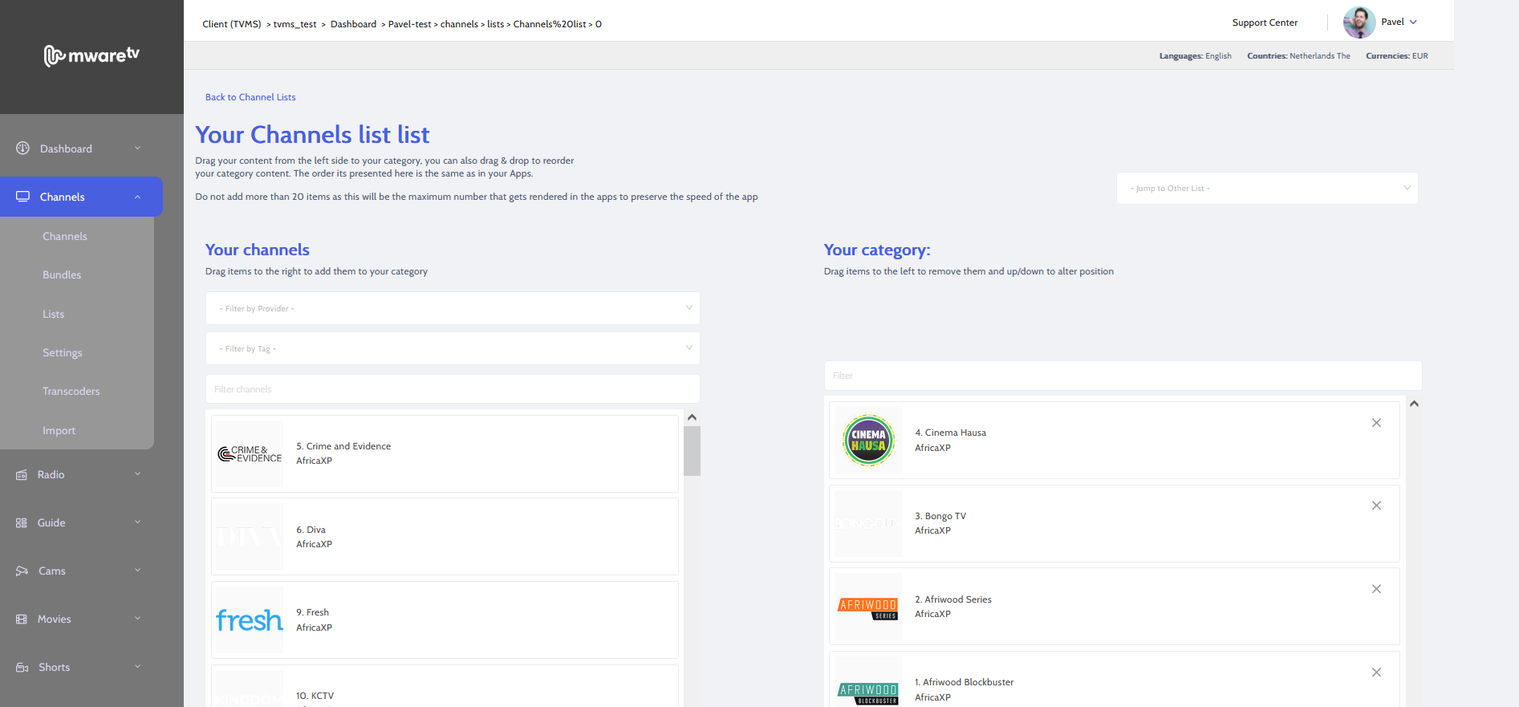 mwaretv
Client (TVMS) > tvms_test > Dashboard > Pavel-test > channels > lists > Channels%20list > 0
Support Center
Pavel
Languages: English Countries: Netherlands The Currencies: EUR
Dashboard
Channels
Channels
Bundles
Lists
Settings
Transcoders
Import
Radio
Guide
Cams
Movies
Shorts
Back to Channel Lists
Your Channels list list
Drag your content from the left side to your category, you can also drag & drop to reorder
your category content. The order its presented here is the same as in your Apps.
Do not add more than 20 items as this will be the maximum number that gets rendered in the apps to preserve the speed of the app
- Jump to Other List -
Your channels
Drag items to the right to add them to your category
- Filter by Provider -
- Filter by Tag -
Filter channels
CRIME &
EVIDENCE
5. Crime and Evidence
AfricaXP
DIVA
6. Diva
AfricaXP
fresh
9. Fresh
AfricaXP
KINGDOM
10. KCTV
Your category:
Drag items to the left to remove them and up/down to alter position
Filter
CINEMA
HAUSA
4. Cinema Hausa
AfricaXP
BONGO
3. Bongo TV
AfricaXP
AFRIWOOD
SERIES
2. Afriwood Series
AfricaXP
AFRIWOOD
BLOCKBUSTER
1. Afriwood Blockbuster
AfricaXP